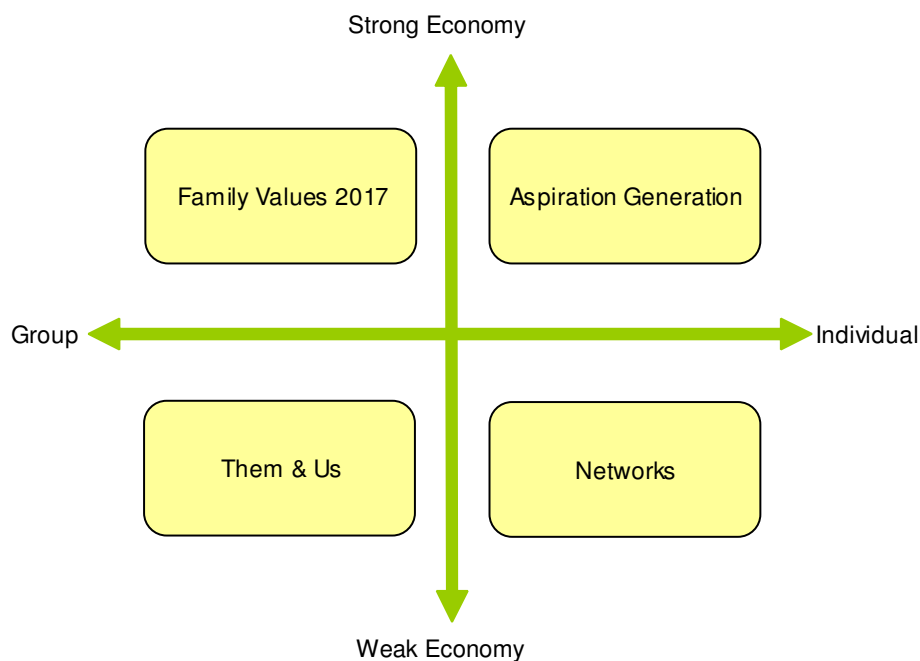 Strong Economy
Family Values 2017
Aspiration Generation
Group
Individual
Them & Us
Networks
Weak Economy